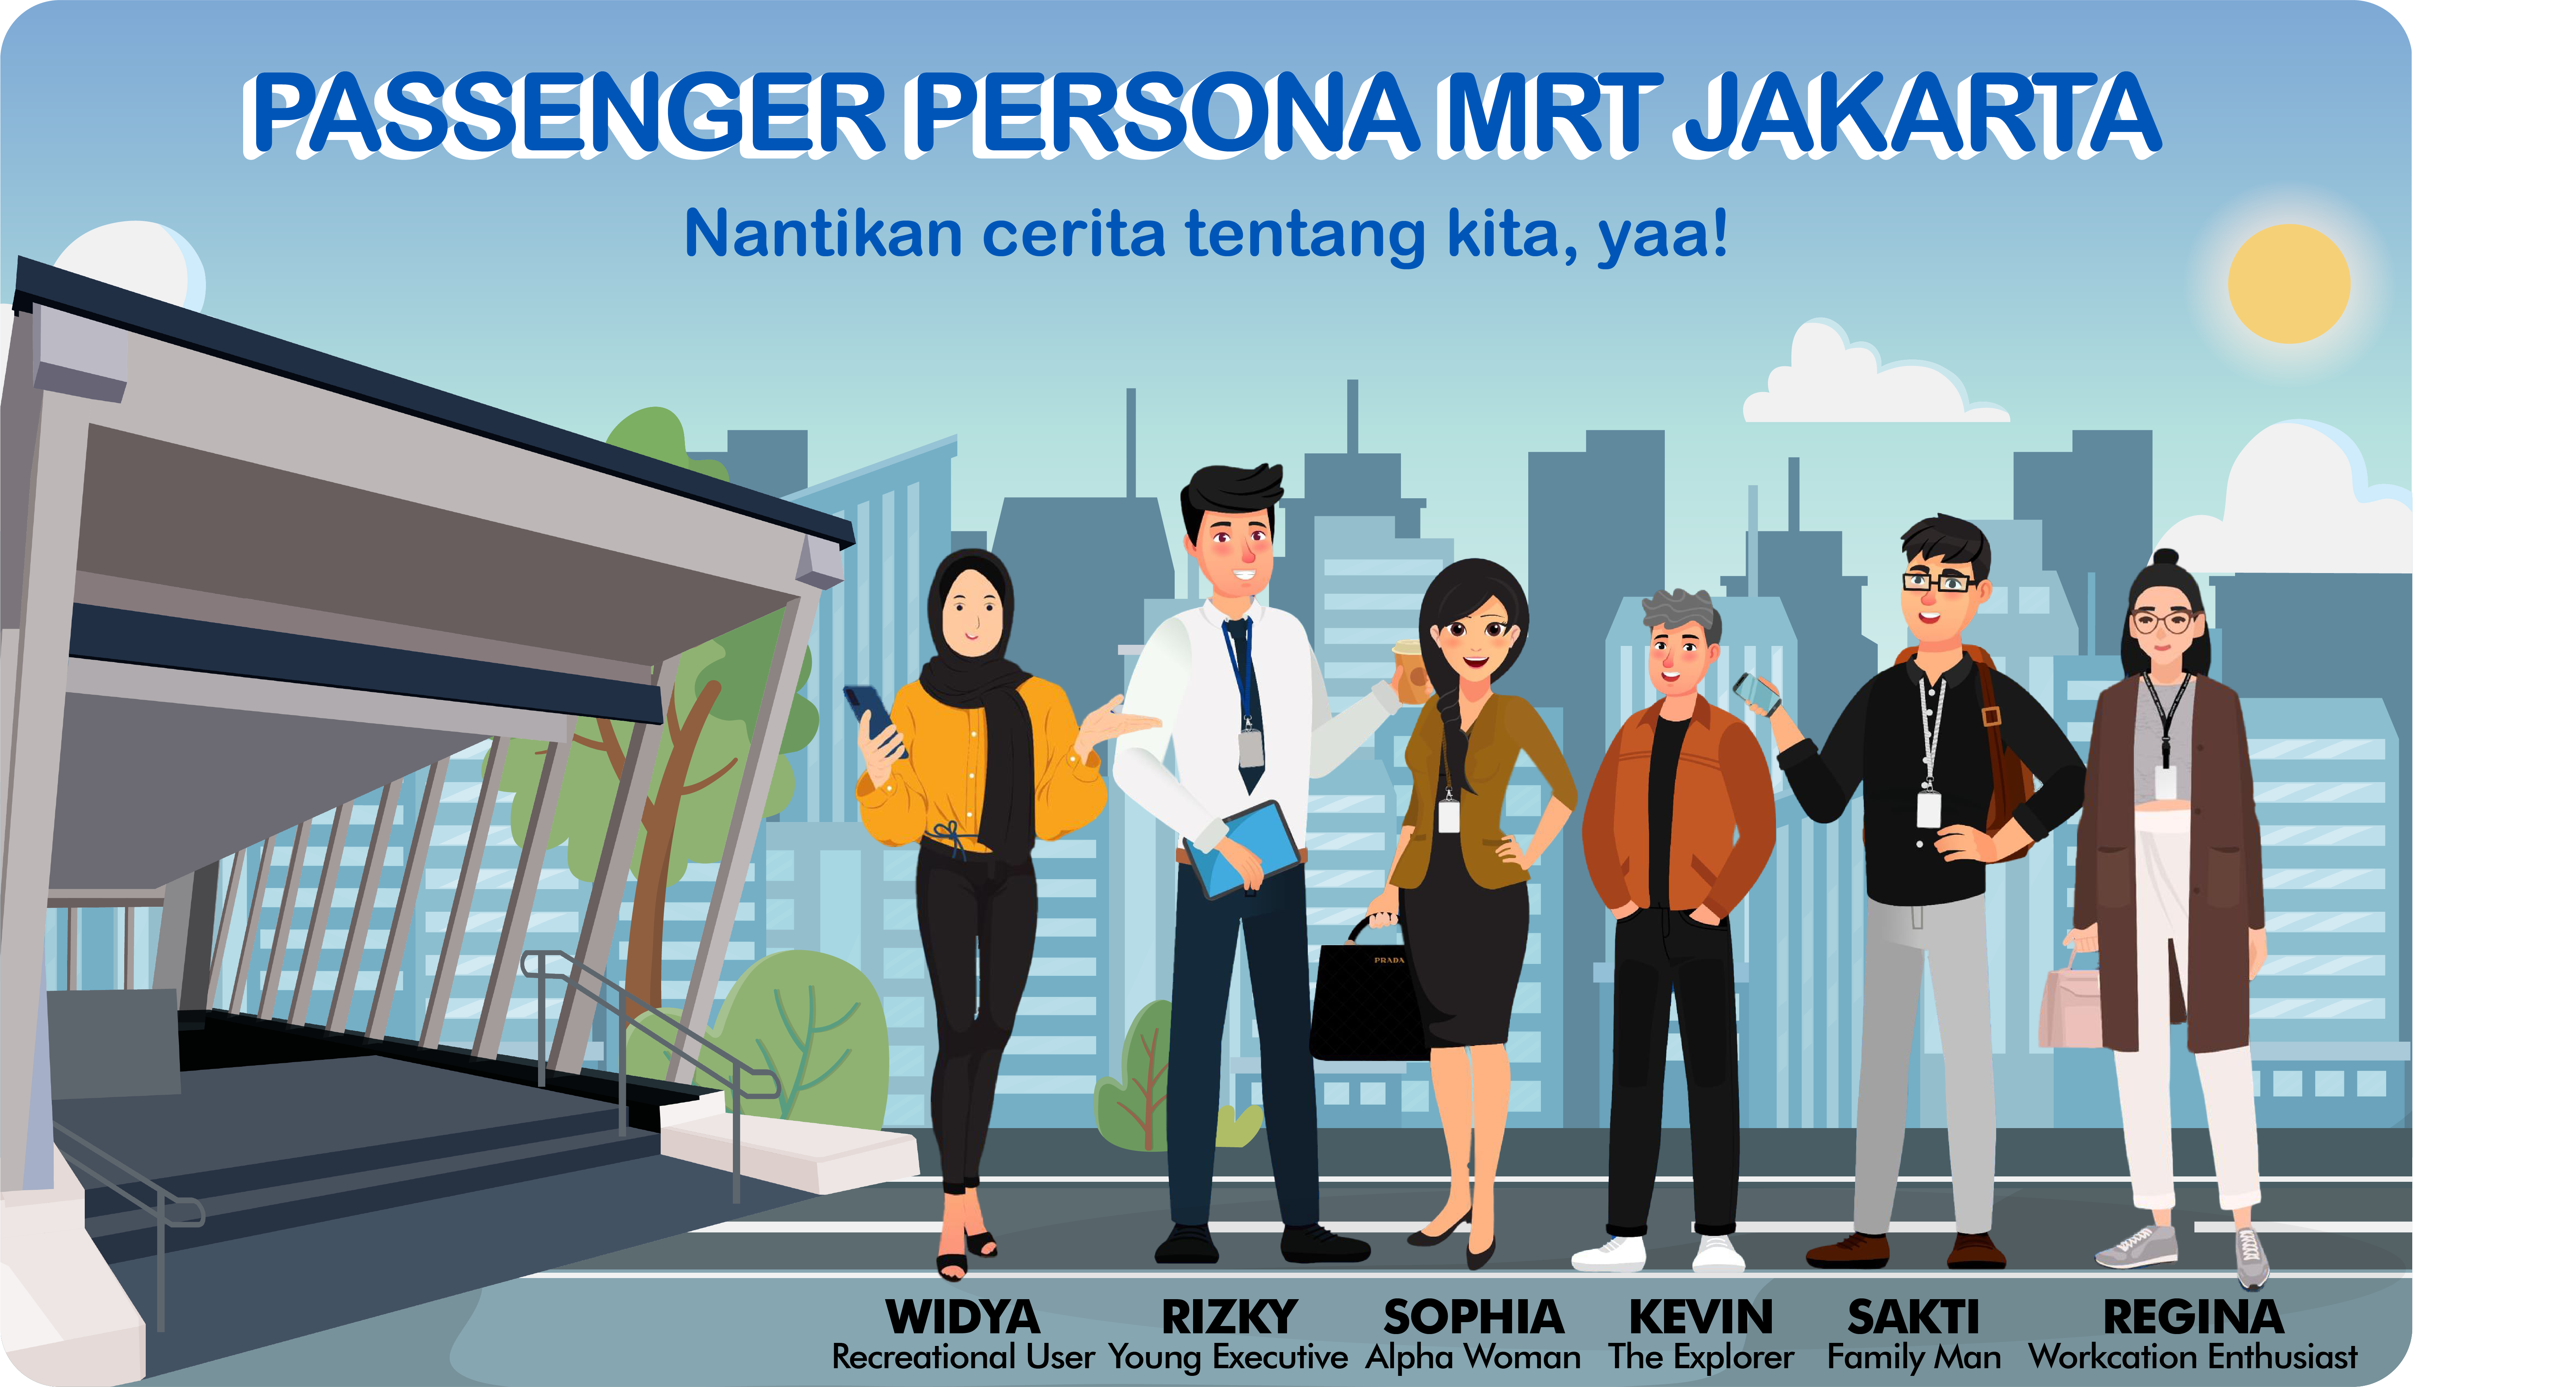 PASSENGER PERSONA MRT JAKARTA
Nantikan cerita tentang kita, yaa!
PRADA
WIDYA
Recreational User
RIZKY
Young Executive
SOPHIA
Alpha Woman
KEVIN
The Explorer
SAKTI
Family Man
REGINA
Workcation Enthusiast